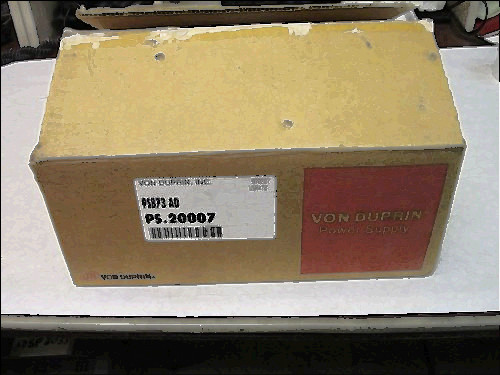 VON DUPRIN, INC.
PS873 AO
PS.20007
VON DUPRIN
Power Supply
VON DUPRIN.